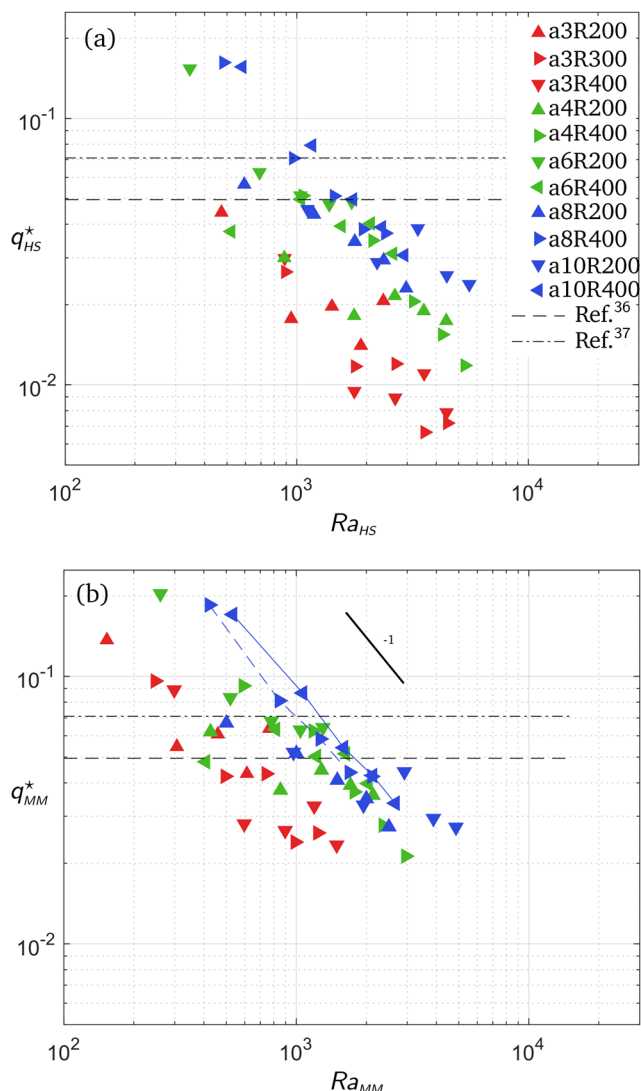 (a)
a3R200
a3R300
a3R400
a4R200
a4R400
a6R200
a6R400
a8R200
a8R400
a10R200
a10R400
Ref.³⁶
Ref.³⁷
10⁻¹
10⁻²
q*HS
10² 10³ 10⁴
RaHS
(b)
-1
10⁻¹
10⁻²
q*MM
10² 10³ 10⁴
RaMM